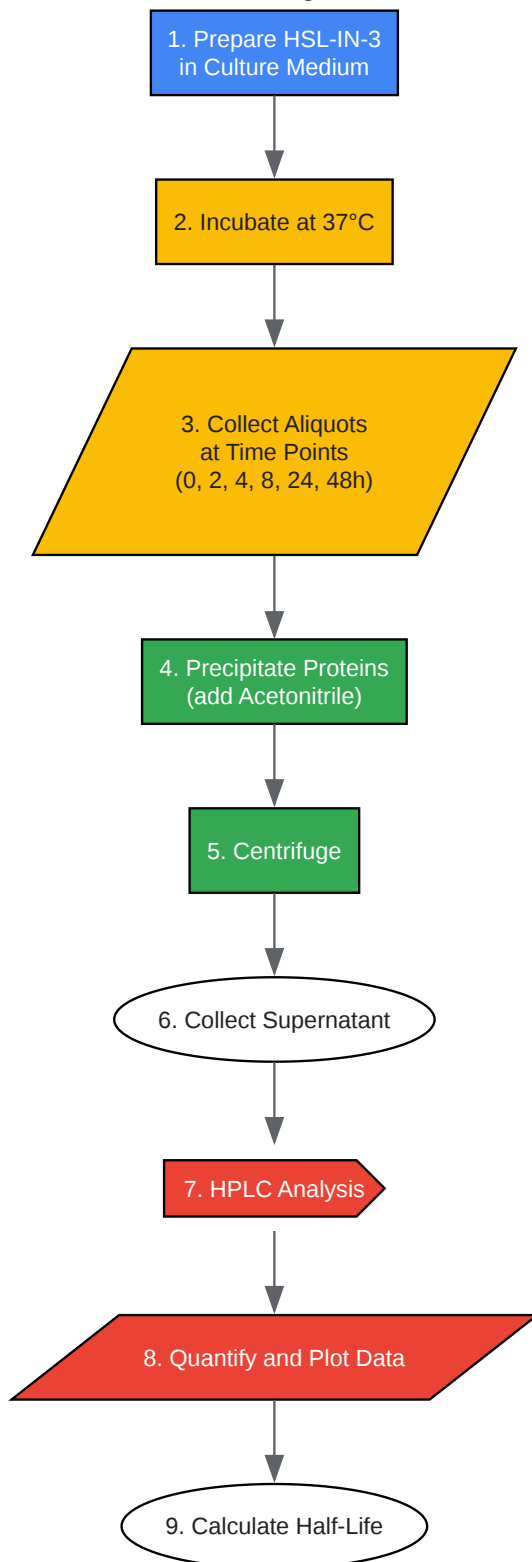 1. Prepare HSL-IN-3
in Culture Medium
2. Incubate at 37°C
3. Collect Aliquots
at Time Points
(0, 2, 4, 8, 24, 48h)
4. Precipitate Proteins
(add Acetonitrile)
5. Centrifuge
6. Collect Supernatant
7. HPLC Analysis
8. Quantify and Plot Data
9. Calculate Half-Life